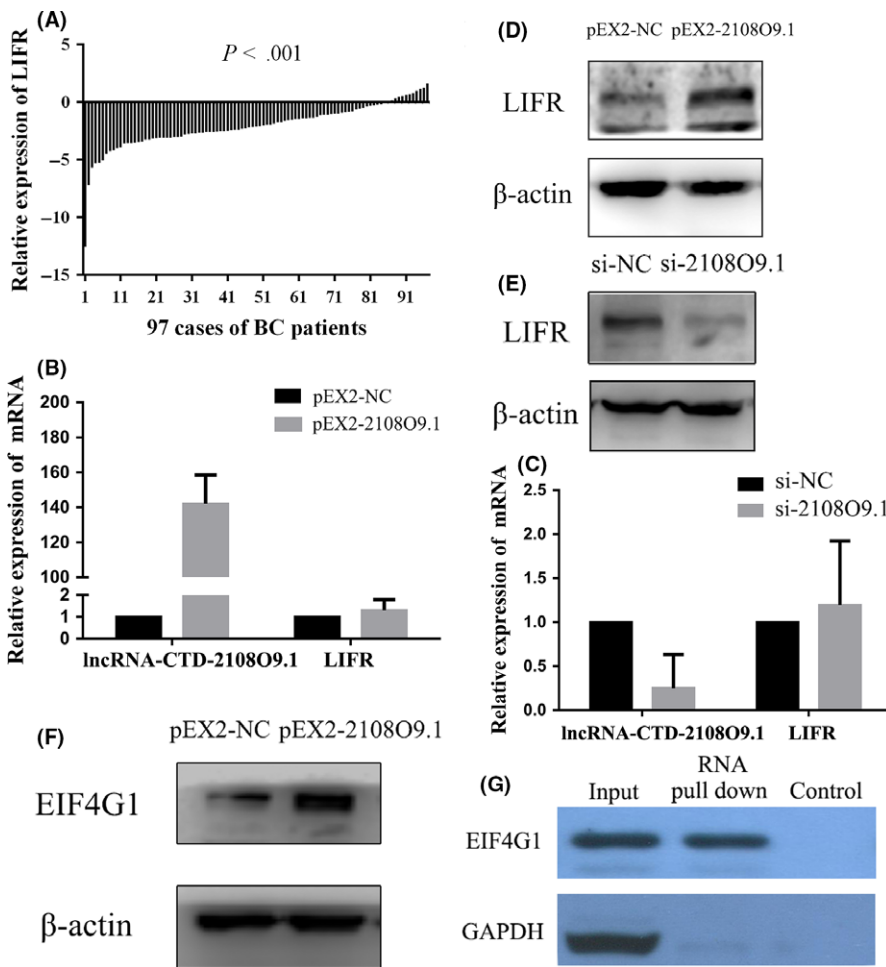 (A)
Relative expression of LIFR
P < .001
5
0
–5
–10
–15
1 11 21 31 41 51 61 71 81 91
97 cases of BC patients
(B)
Relative expression of mRNA
200
180
160
140
120
100
2
1
0
pEX2-NC
pEX2-2108O9.1
lncRNA-CTD-2108O9.1 LIFR
(D)
pEX2-NC pEX2-2108O9.1
LIFR
β-actin
(E)
si-NC si-2108O9.1
LIFR
β-actin
(C)
Relative expression of mRNA
2.5
2.0
1.5
1.0
0.5
0.0
si-NC
si-2108O9.1
lncRNA-CTD-2108O9.1 LIFR
(F)
pEX2-NC pEX2-2108O9.1
EIF4G1
β-actin
(G)
Input RNA pull down Control
EIF4G1
GAPDH